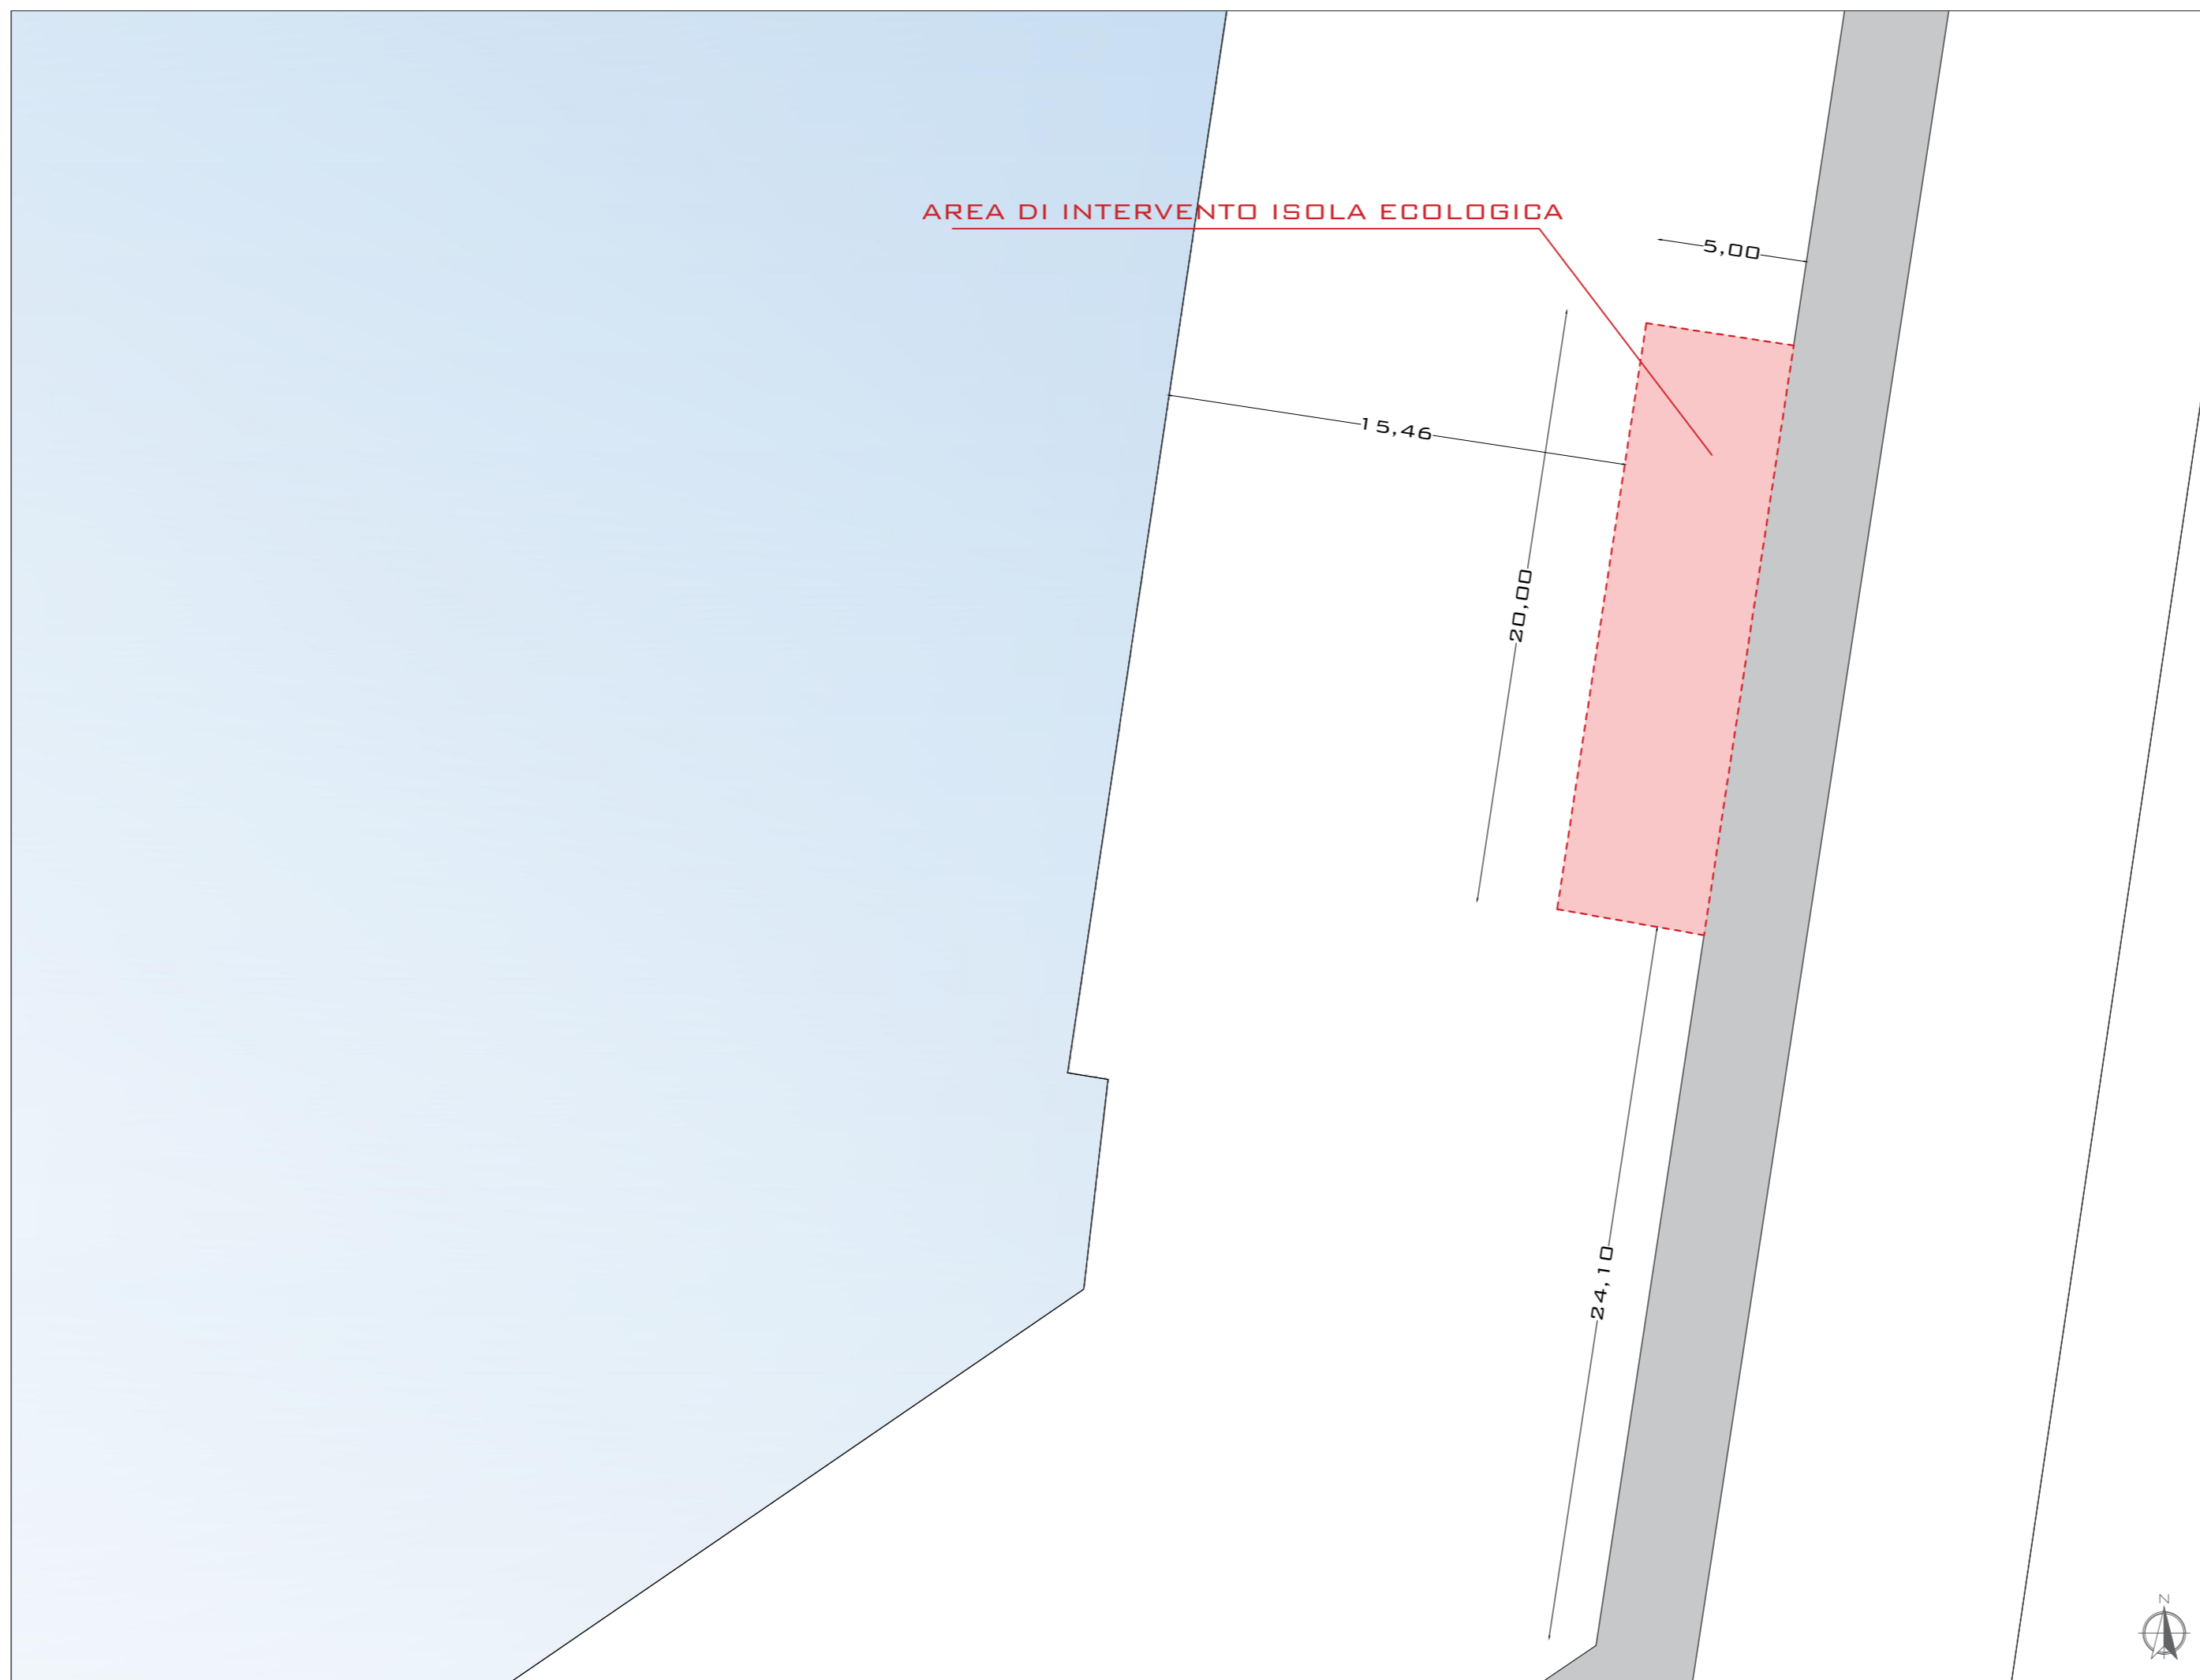 AREA DI INTERVENTO ISOLA ECOLOGICA
5,00
15,46
20,00
24,10
N